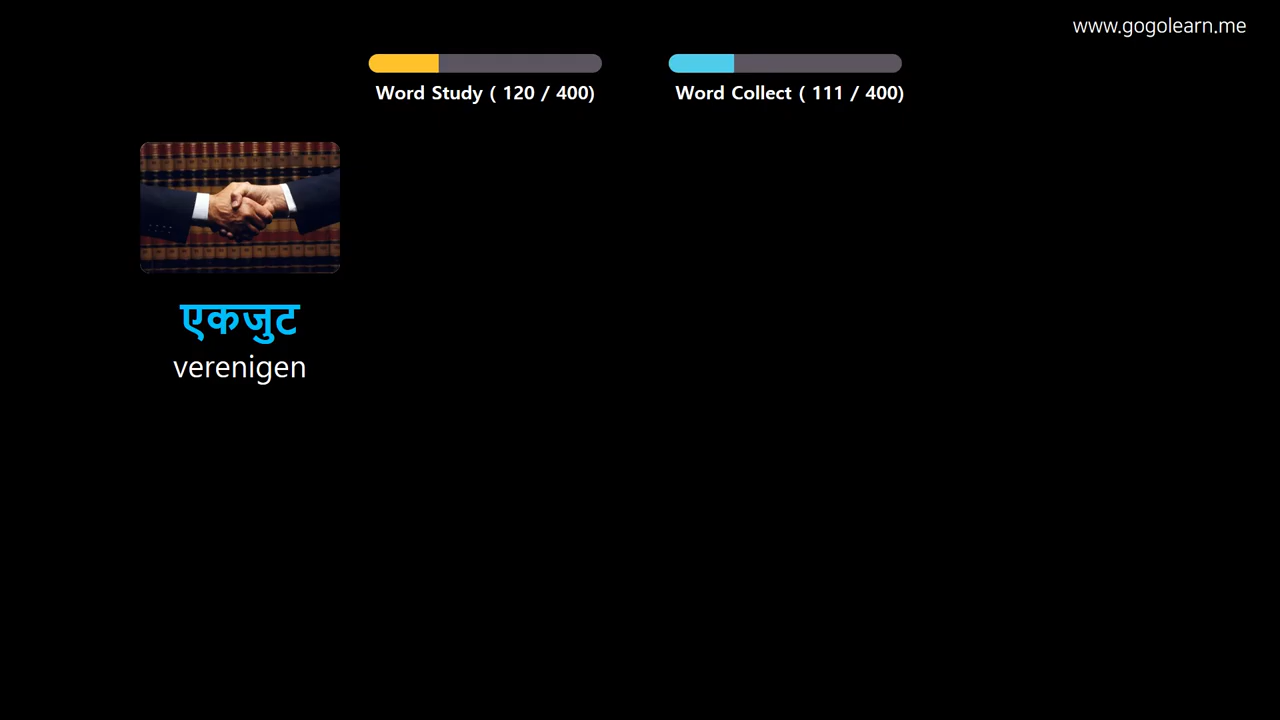 www.gogolearn.me
Word Study ( 120 / 400)
Word Collect ( 111 / 400)
एकजुट
verenigen